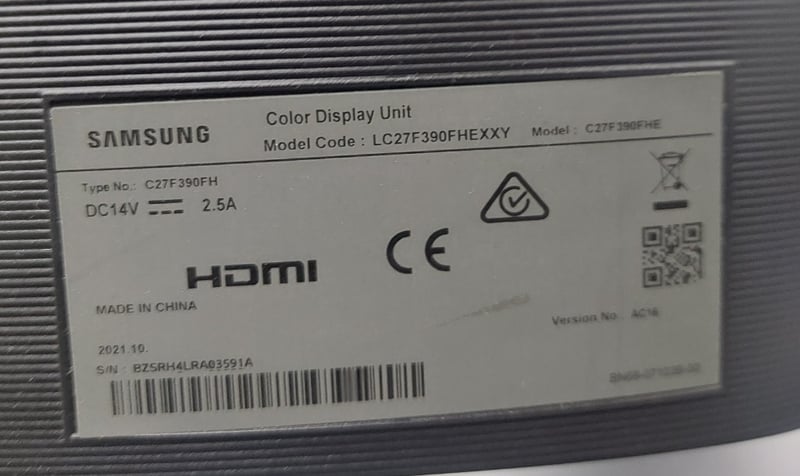 SAMSUNG
Color Display Unit
Model Code : LC27F390FHEXXY Model : C27F390FHE
Type No.: C27F390FH
DC14V 2.5A
CE
HDMI
MADE IN CHINA
Version No AC16
2021.10.
S/N : BZSRH4LRA03591A